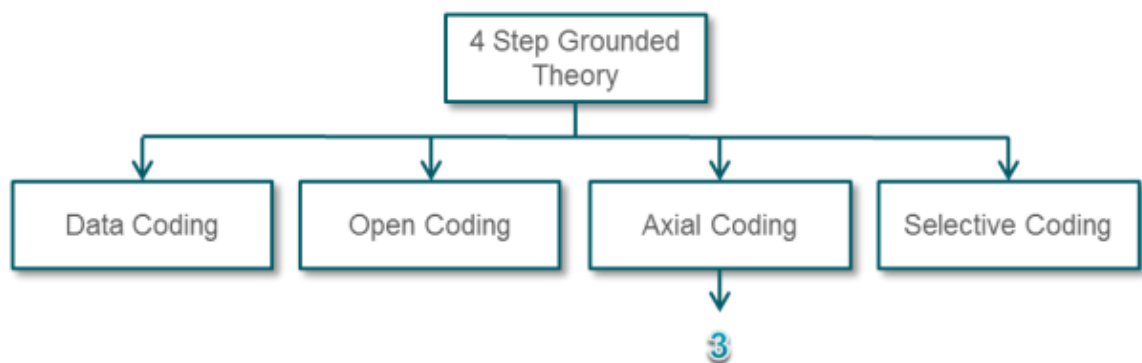 4 Step Grounded
Theory
Data Coding
Open Coding
Axial Coding
Selective Coding
3